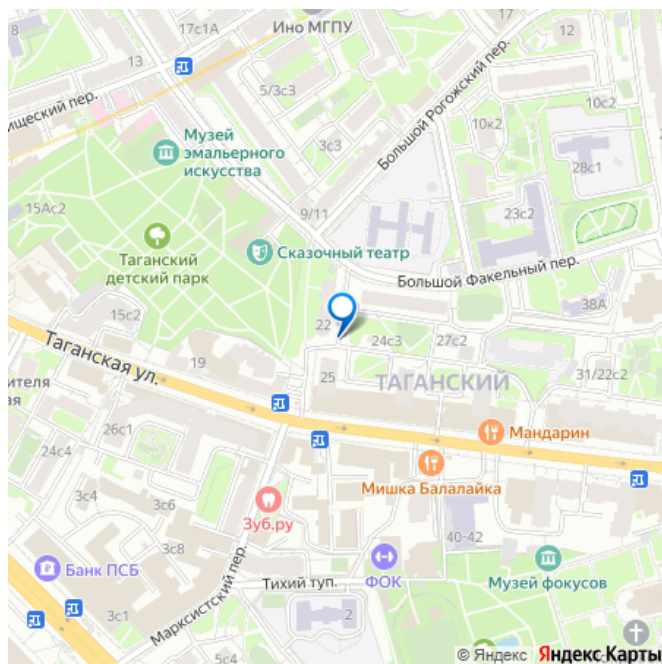 8
17с1А
Ино МГПУ
17
12
13
5/3с3
ищеский пер.
Большой Рогожский пер.
10с2
10к2
Музей
эмальерного
искусства
3с3
28с1
15Ас2
9/11
23с2
Таганский
детский парк
Сказочный театр
Большой Факельный пер.
38А
15с2
22
24с3
27с2
Таганская ул.
19
25
ТАГАНСКИЙ
31/22с2
ителя
ая
26с1
Мандарин
24с4
Мишка Балалайка
3с4
3с6
Зуб.ру
40-42
3с8
Банк ПСБ
Тихий туп.
ФОК
Музей фокусов
Марксистский пер.
3с1
2
5с4
© Яндекс Яндекс Карты